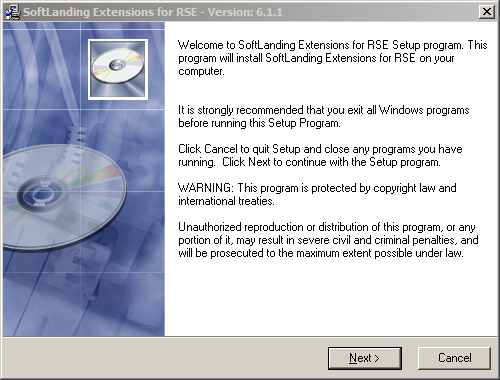 SoftLanding Extensions for RSE - Version: 6.1.1
Welcome to SoftLanding Extensions for RSE Setup program. This
program will install SoftLanding Extensions for RSE on your
computer.
It is strongly recommended that you exit all Windows programs
before running this Setup Program.
Click Cancel to quit Setup and close any programs you have
running. Click Next to continue with the Setup program.
WARNING: This program is protected by copyright law and
international treaties.
Unauthorized reproduction or distribution of this program, or any
portion of it, may result in severe civil and criminal penalties, and
will be prosecuted to the maximum extent possible under law.
Next >
Cancel